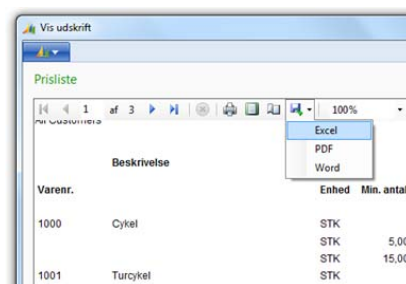 Vis udskrift
Prisliste
1 af 3 100%
All Customers
Excel
PDF
Word
Beskrivelse
Varenr. Enhed Min. antal
1000 Cykel STK
STK 5,00
STK 15,00
1001 Turcykel STK